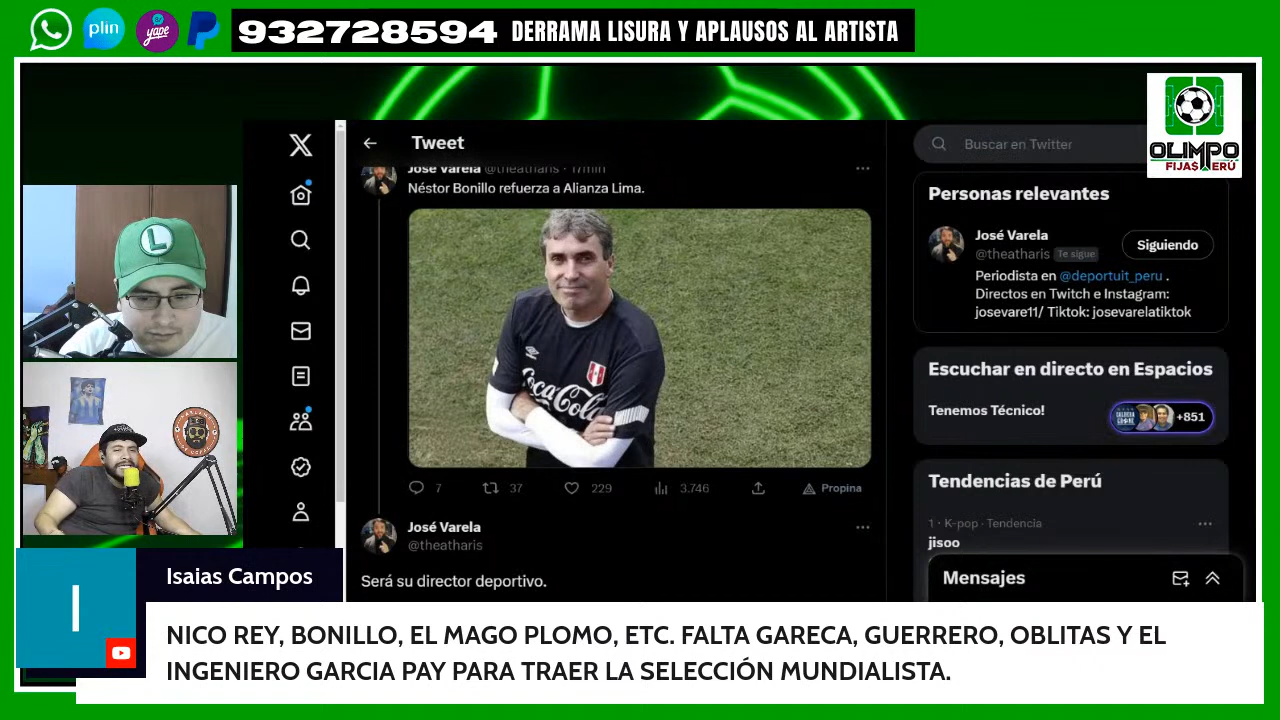 plin
yape
932728594 DERRAMA LISURA Y APLAUSOS AL ARTISTA
OLIMPO
FIJAS PERÚ
Tweet
Buscar en Twitter
José Varela @theatharis · 17min
Néstor Bonillo refuerza a Alianza Lima.
L
Coca-Cola
7
37
229
3.746
Propina
José Varela
@theatharis
Será su director deportivo.
Personas relevantes
José Varela
@theatharis Te sigue
Siguiendo
Periodista en @deportuit_peru .
Directos en Twitch e Instagram:
josevare11/ Tiktok: josevarelatiktok
Escuchar en directo en Espacios
Tenemos Técnico!
+851
Tendencias de Perú
1 · K-pop · Tendencia
jisoo
Mensajes
I
Isaias Campos
NICO REY, BONILLO, EL MAGO PLOMO, ETC. FALTA GARECA, GUERRERO, OBLITAS Y EL
INGENIERO GARCIA PAY PARA TRAER LA SELECCIÓN MUNDIALISTA.